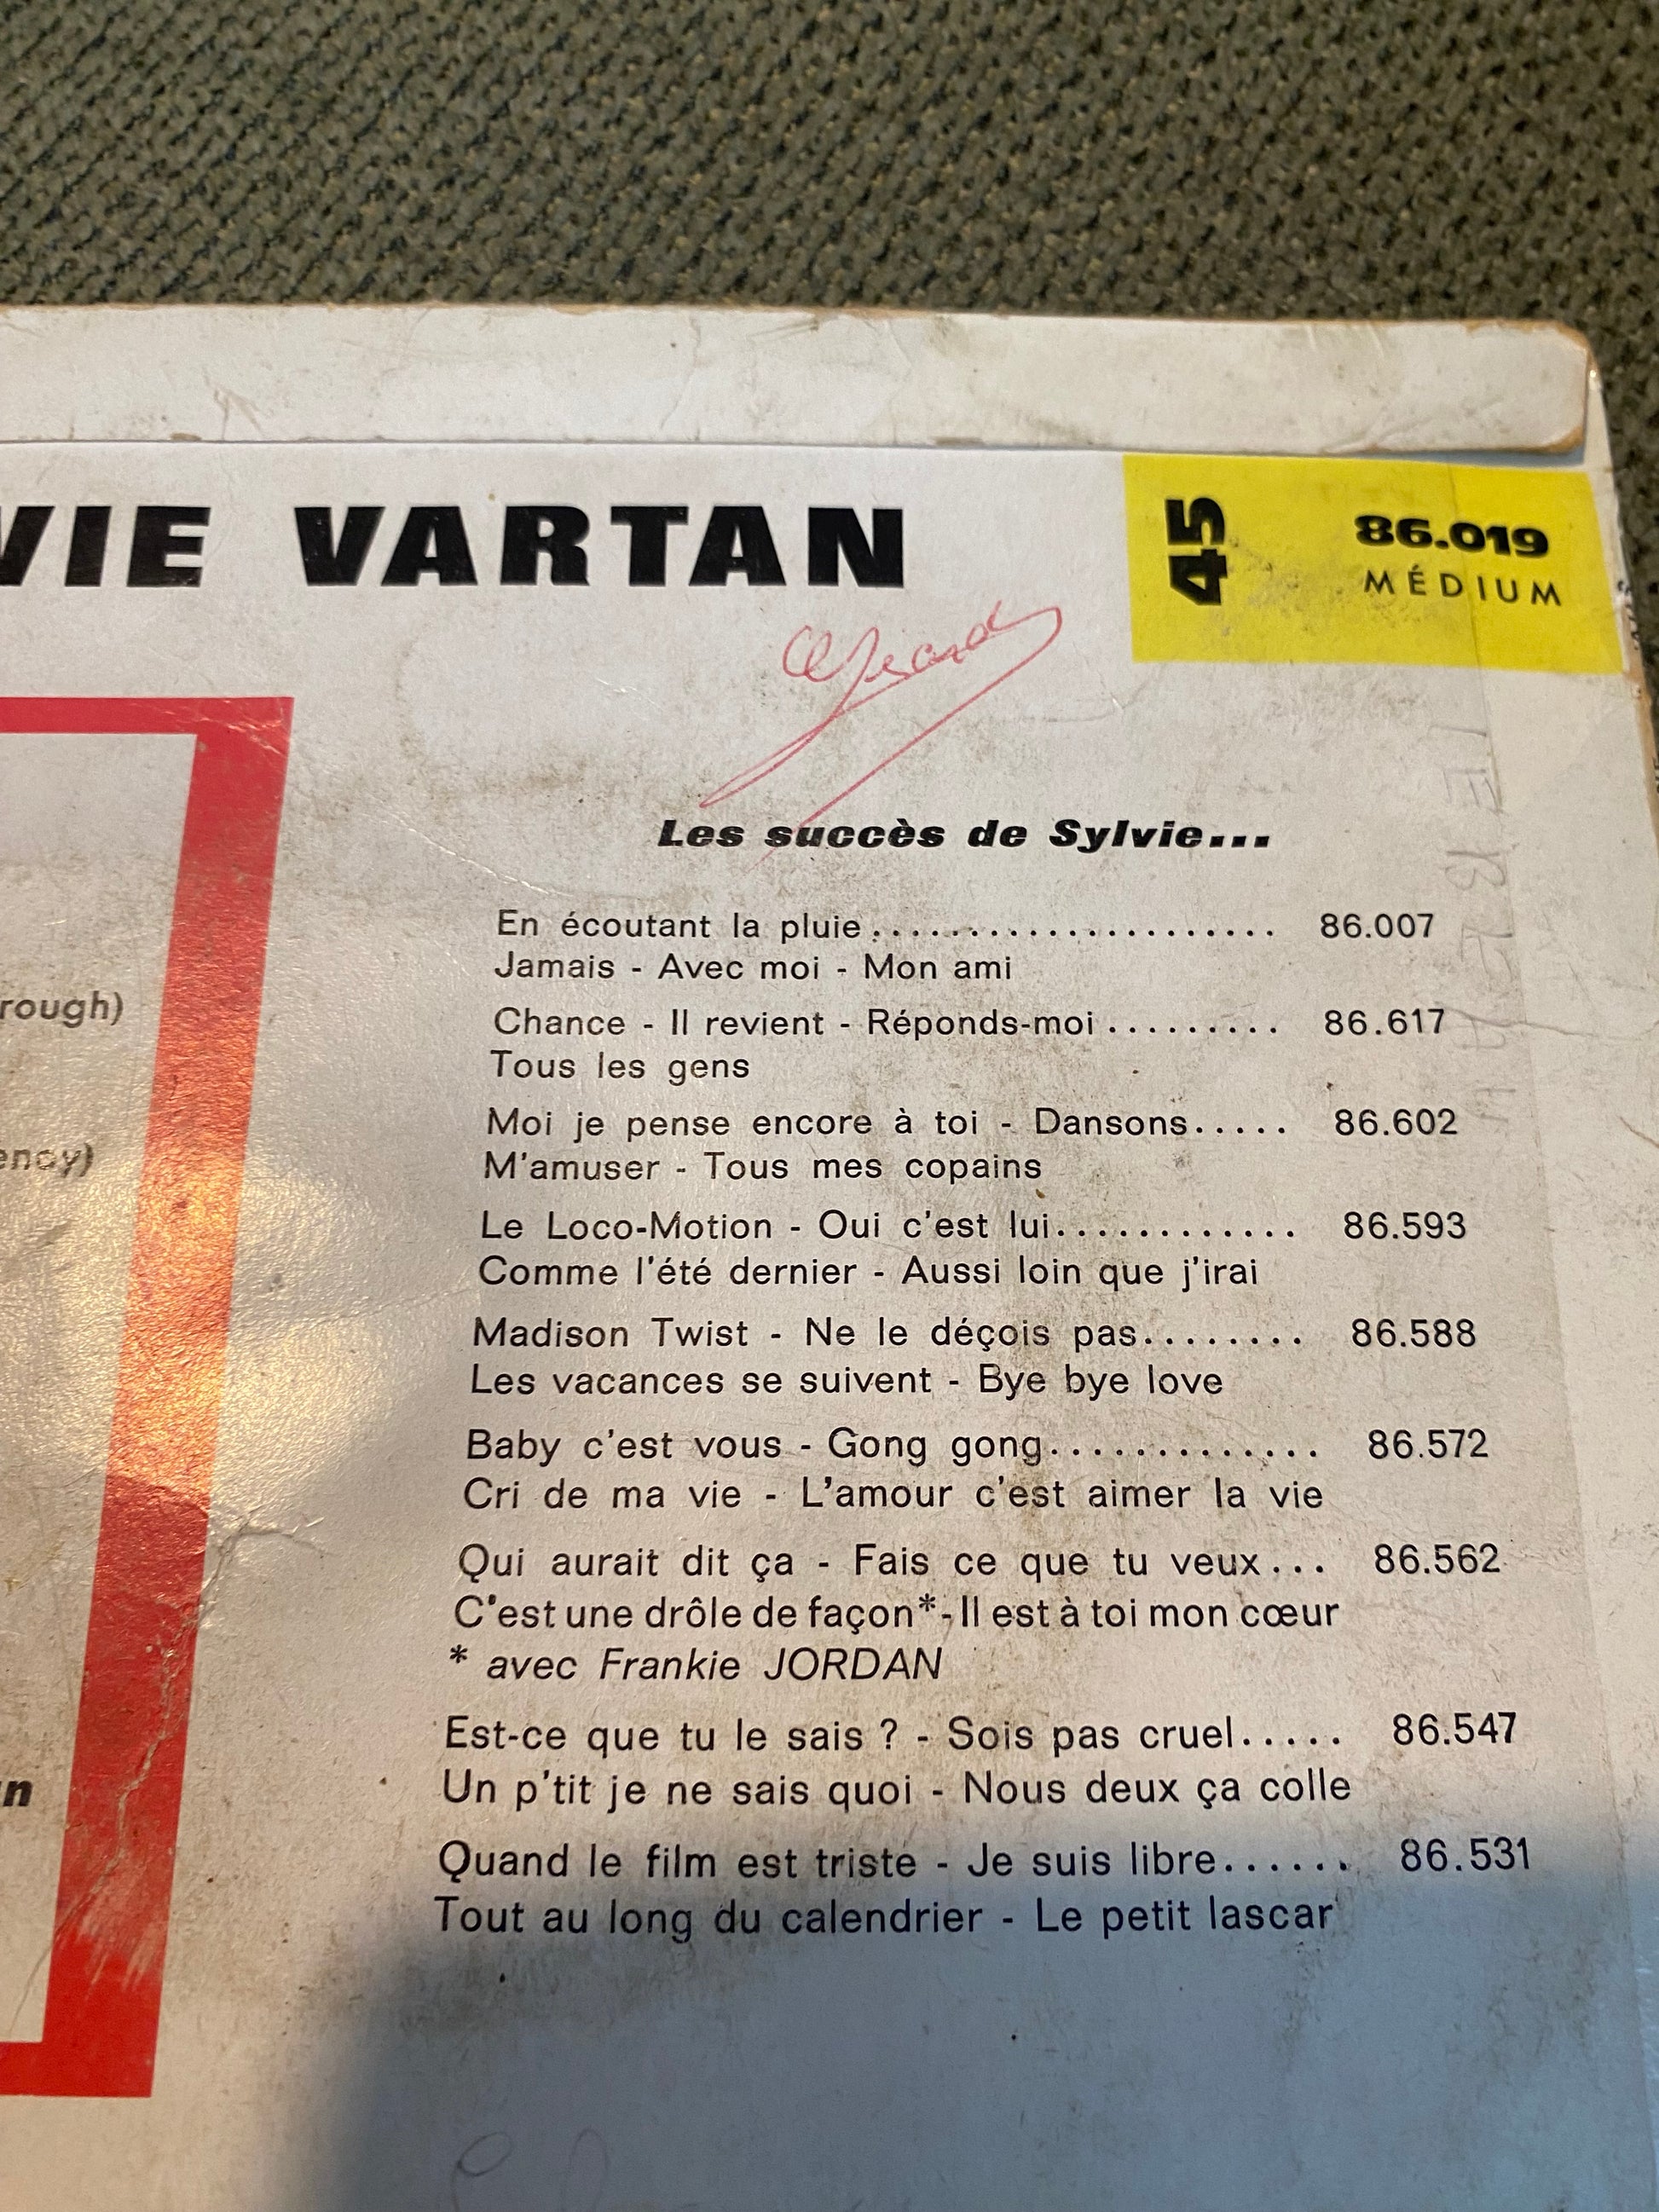 VIE VARTAN
45
86.019
MÉDIUM
Les succès de Sylvie...
rough)
ency)
n
En écoutant la pluie..................... 86.007
Jamais - Avec moi - Mon ami
Chance - Il revient - Réponds-moi ......... 86.617
Tous les gens
Moi je pense encore à toi - Dansons..... 86.602
M'amuser - Tous mes copains
Le Loco-Motion - Oui c'est lui............ 86.593
Comme l'été dernier - Aussi loin que j'irai
Madison Twist - Ne le déçois pas........ 86.588
Les vacances se suivent - Bye bye love
Baby c'est vous - Gong gong............. 86.572
Cri de ma vie - L'amour c'est aimer la vie
Qui aurait dit ça - Fais ce que tu veux... 86.562
C'est une drôle de façon*-Il est à toi mon cœur
* avec Frankie JORDAN
Est-ce que tu le sais ? - Sois pas cruel..... 86.547
Un p'tit je ne sais quoi - Nous deux ça colle
Quand le film est triste - Je suis libre...... 86.531
Tout au long du calendrier - Le petit lascar